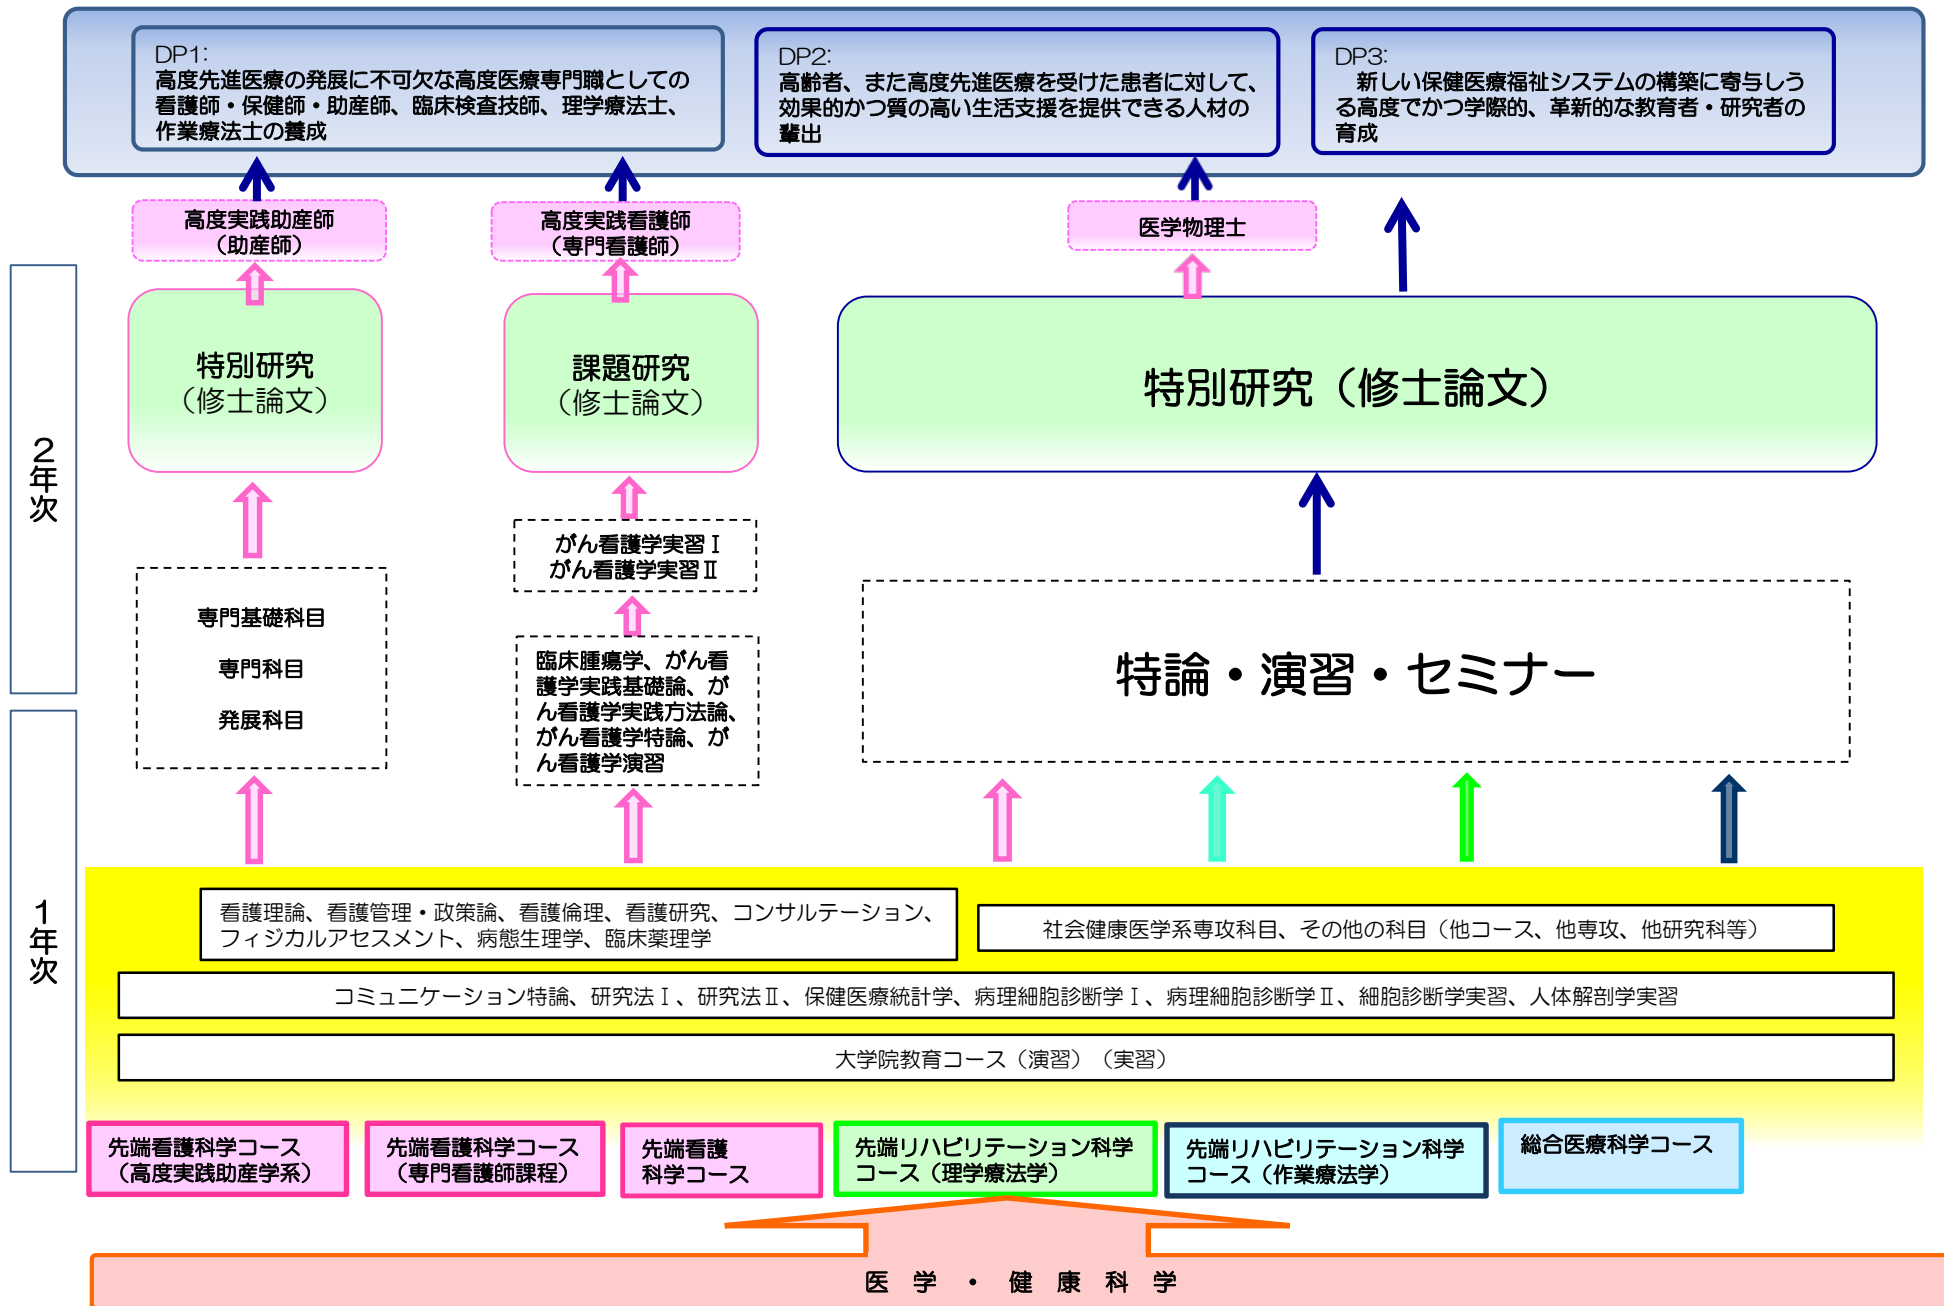 DP1:
高度先進医療の発展に不可欠な高度医療専門職としての
看護師・保健師・助産師、臨床検査技師、理学療法士、
作業療法士の養成
DP2:
高齢者、また高度先進医療を受けた患者に対して、
効果的かつ質の高い生活支援を提供できる人材の
輩出
DP3:
新しい保健医療福祉システムの構築に寄与しう
る高度でかつ学際的、革新的な教育者・研究者の
育成
高度実践助産師
（助産師）
高度実践看護師
（専門看護師）
医学物理士
2年次
特別研究
（修士論文）
課題研究
（修士論文）
特別研究（修士論文）
がん看護学実習Ⅰ
がん看護学実習Ⅱ
専門基礎科目
専門科目
発展科目
臨床腫瘍学、がん看
護学実践基礎論、が
ん看護学実践方法論、
がん看護学特論、が
ん看護学演習
特論・演習・セミナー
1年次
看護理論、看護管理・政策論、看護倫理、看護研究、コンサルテーション、
フィジカルアセスメント、病態生理学、臨床薬理学
社会健康医学系専攻科目、その他の科目（他コース、他専攻、他研究科等）
コミュニケーション特論、研究法Ⅰ、研究法Ⅱ、保健医療統計学、病理細胞診断学Ⅰ、病理細胞診断学Ⅱ、細胞診断学実習、人体解剖学実習
大学院教育コース（演習）（実習）
先端看護科学コース
（高度実践助産学系）
先端看護科学コース
（専門看護師課程）
先端看護
科学コース
先端リハビリテーション科学
コース（理学療法学）
先端リハビリテーション科学
コース（作業療法学）
総合医療科学コース
医 学 ・ 健 康 科 学